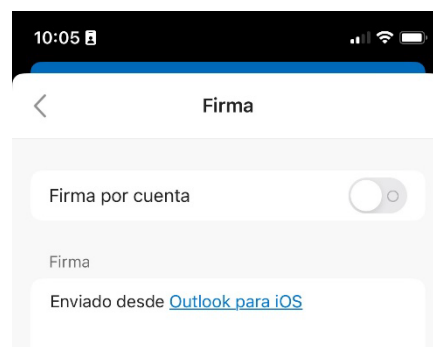 10:05
Firma
Firma por cuenta
Firma
Enviado desde Outlook para iOS